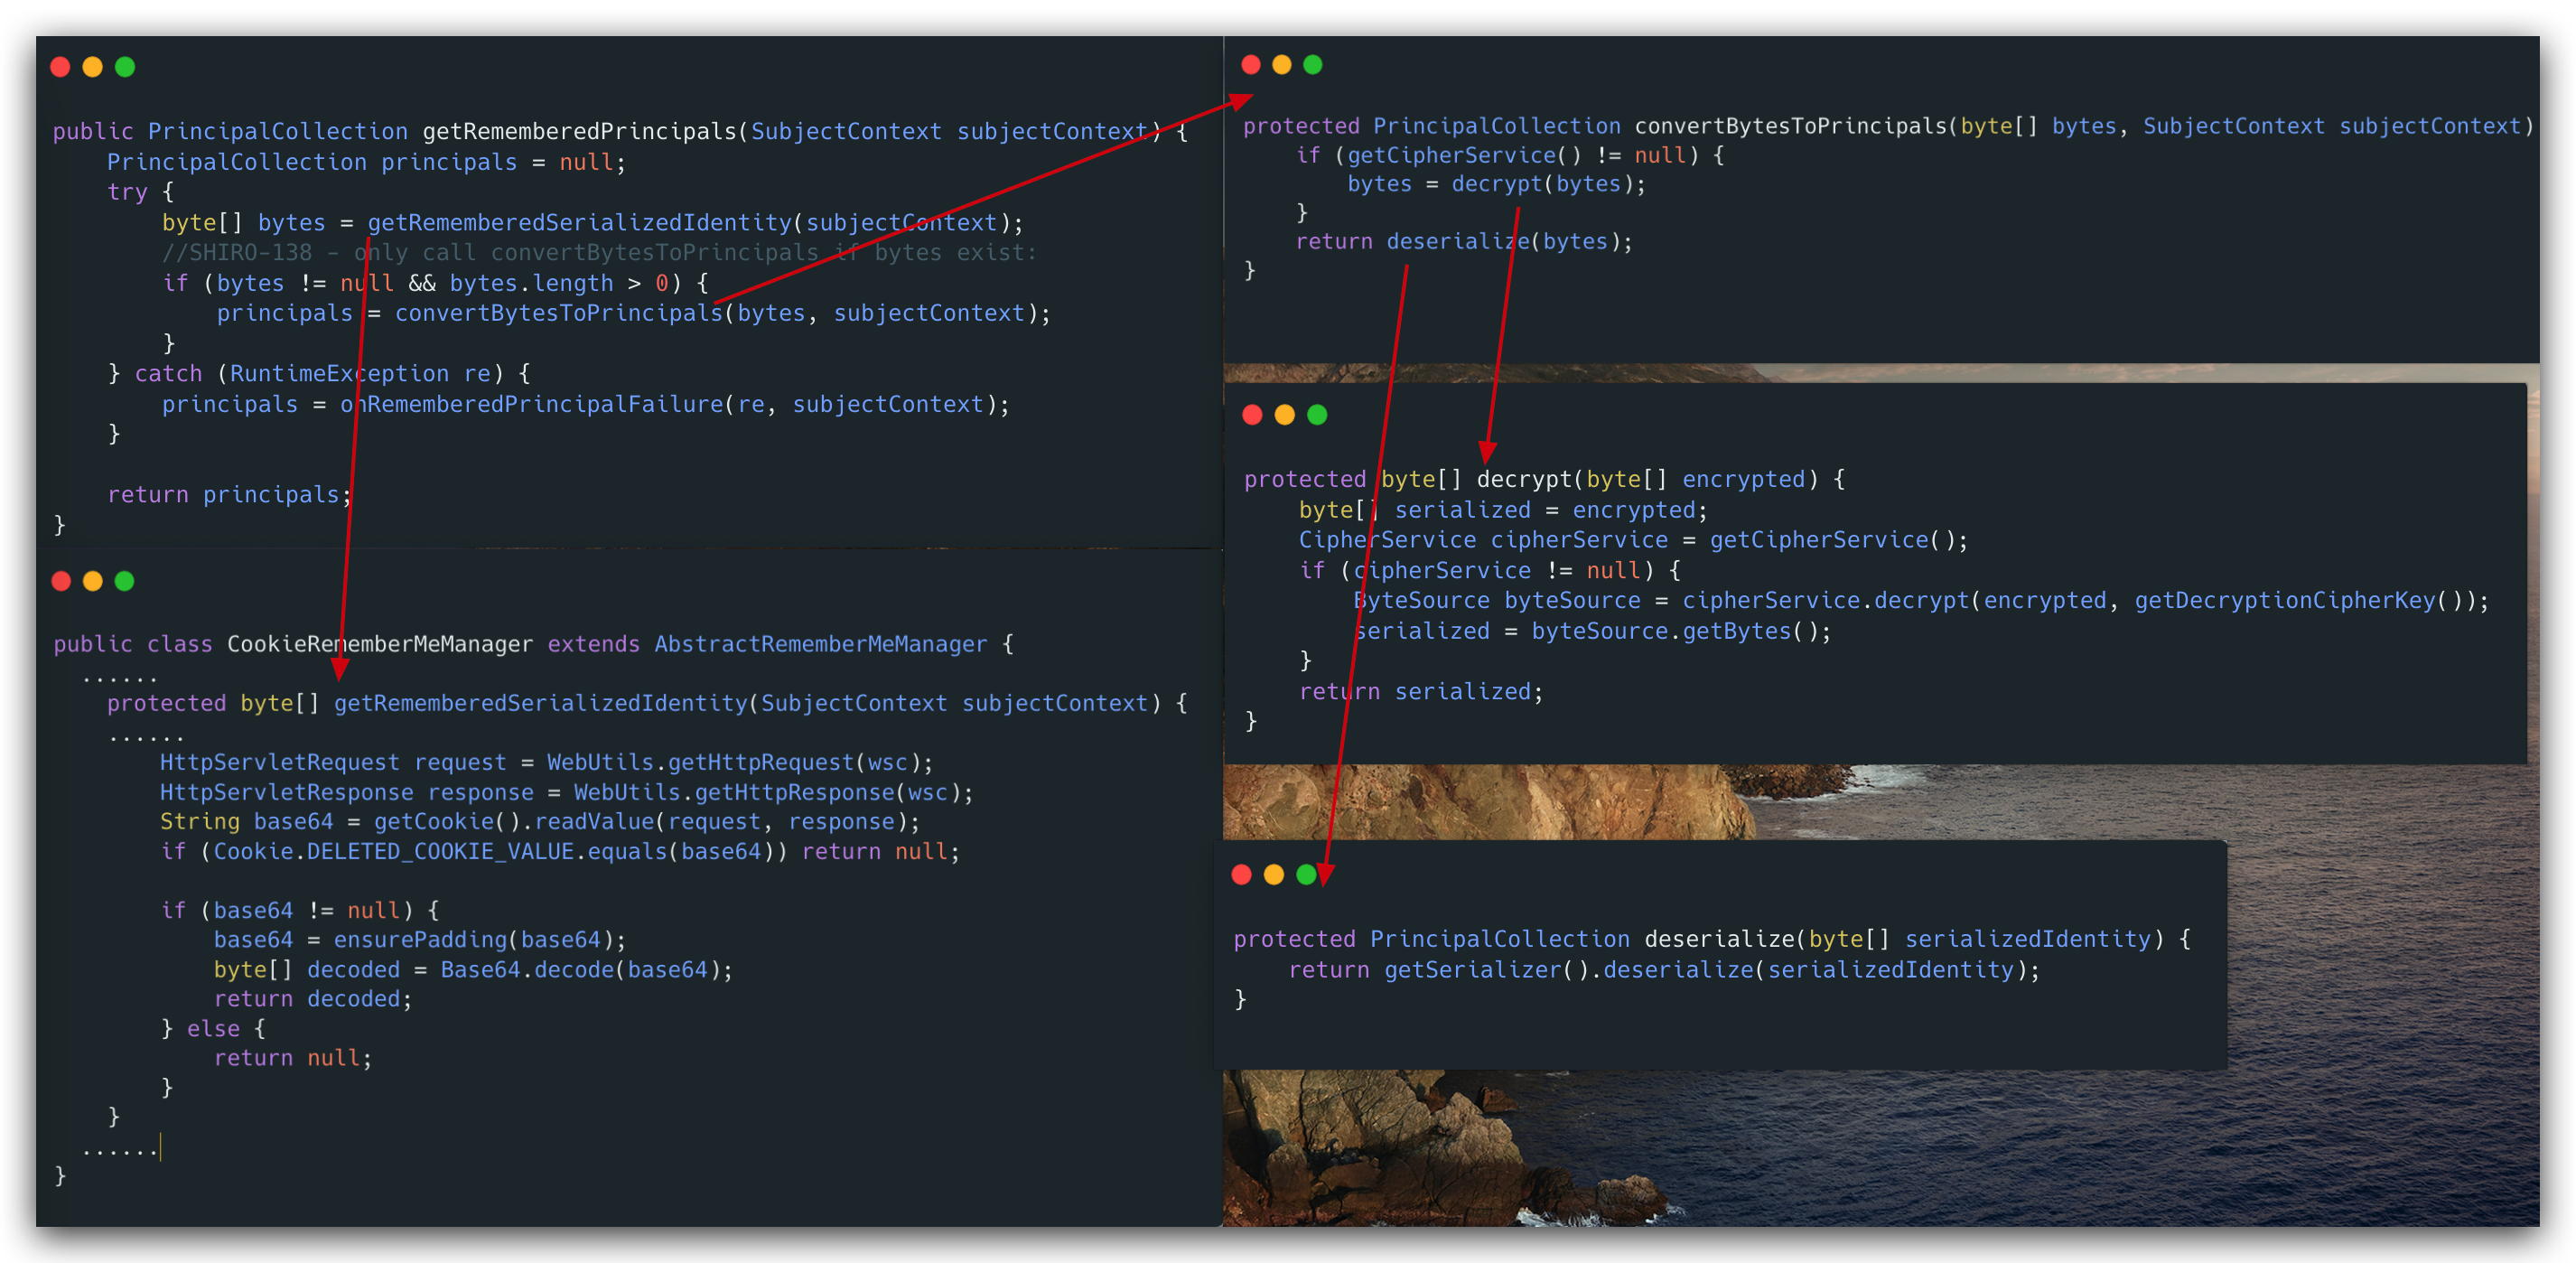 public PrincipalCollection getRememberedPrincipals(SubjectContext subjectContext) {
    PrincipalCollection principals = null;
    try {
        byte[] bytes = getRememberedSerializedIdentity(subjectContext);
        //SHIRO-138 - only call convertBytesToPrincipals if bytes exist:
        if (bytes != null && bytes.length > 0) {
            principals = convertBytesToPrincipals(bytes, subjectContext);
        }
    } catch (RuntimeException re) {
        principals = onRememberedPrincipalFailure(re, subjectContext);
    }

    return principals;
}
public class CookieRememberMeManager extends AbstractRememberMeManager {
  ......
    protected byte[] getRememberedSerializedIdentity(SubjectContext subjectContext) {
    ......
        HttpServletRequest request = WebUtils.getHttpRequest(wsc);
        HttpServletResponse response = WebUtils.getHttpResponse(wsc);
        String base64 = getCookie().readValue(request, response);
        if (Cookie.DELETED_COOKIE_VALUE.equals(base64)) return null;

        if (base64 != null) {
            base64 = ensurePadding(base64);
            byte[] decoded = Base64.decode(base64);
            return decoded;
        } else {
            return null;
        }
    }
  ......
}
protected PrincipalCollection convertBytesToPrincipals(byte[] bytes, SubjectContext subjectContext)
    if (getCipherService() != null) {
        bytes = decrypt(bytes);
    }
    return deserialize(bytes);
}
protected byte[] decrypt(byte[] encrypted) {
    byte[] serialized = encrypted;
    CipherService cipherService = getCipherService();
    if (cipherService != null) {
        ByteSource byteSource = cipherService.decrypt(encrypted, getDecryptionCipherKey());
        serialized = byteSource.getBytes();
    }
    return serialized;
}
protected PrincipalCollection deserialize(byte[] serializedIdentity) {
    return getSerializer().deserialize(serializedIdentity);
}